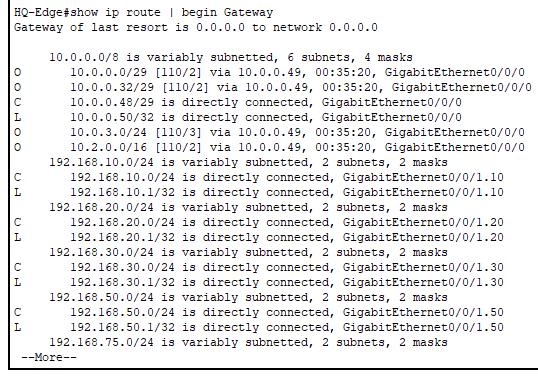 HQ-Edge#show ip route | begin Gateway
Gateway of last resort is 0.0.0.0 to network 0.0.0.0
10.0.0.0/8 is variably subnetted, 6 subnets, 4 masks
O 10.0.0.0/29 [110/2] via 10.0.0.49, 00:35:20, GigabitEthernet0/0/0
O 10.0.0.32/29 [110/2] via 10.0.0.49, 00:35:20, GigabitEthernet0/0/0
C 10.0.0.48/29 is directly connected, GigabitEthernet0/0/0
L 10.0.0.50/32 is directly connected, GigabitEthernet0/0/0
O 10.0.3.0/24 [110/3] via 10.0.0.49, 00:35:20, GigabitEthernet0/0/0
O 10.2.0.0/16 [110/2] via 10.0.0.49, 00:35:20, GigabitEthernet0/0/0
192.168.10.0/24 is variably subnetted, 2 subnets, 2 masks
C 192.168.10.0/24 is directly connected, GigabitEthernet0/0/1.10
L 192.168.10.1/32 is directly connected, GigabitEthernet0/0/1.10
192.168.20.0/24 is variably subnetted, 2 subnets, 2 masks
C 192.168.20.0/24 is directly connected, GigabitEthernet0/0/1.20
L 192.168.20.1/32 is directly connected, GigabitEthernet0/0/1.20
192.168.30.0/24 is variably subnetted, 2 subnets, 2 masks
C 192.168.30.0/24 is directly connected, GigabitEthernet0/0/1.30
L 192.168.30.1/32 is directly connected, GigabitEthernet0/0/1.30
192.168.50.0/24 is variably subnetted, 2 subnets, 2 masks
C 192.168.50.0/24 is directly connected, GigabitEthernet0/0/1.50
L 192.168.50.1/32 is directly connected, GigabitEthernet0/0/1.50
192.168.75.0/24 is variably subnetted, 2 subnets, 2 masks
--More--